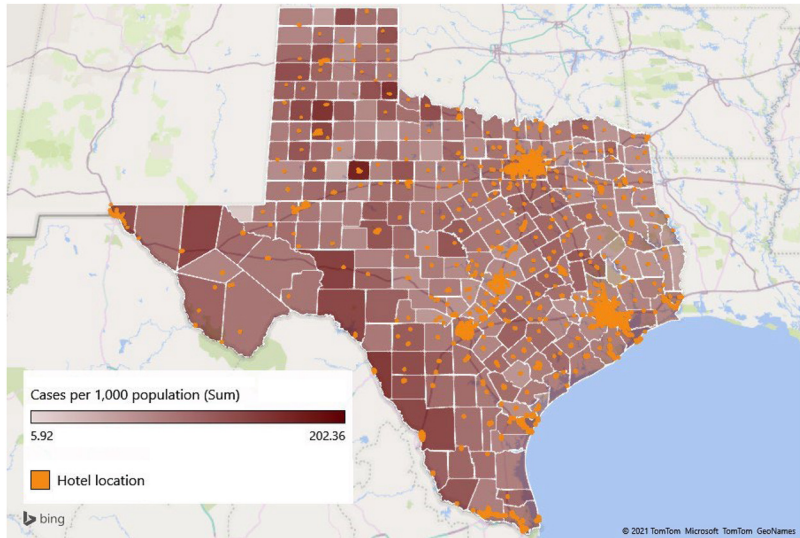 Cases per 1,000 population (Sum)
5.92 202.36
Hotel location
bing
© 2021 TomTom Microsoft TomTom GeoNames